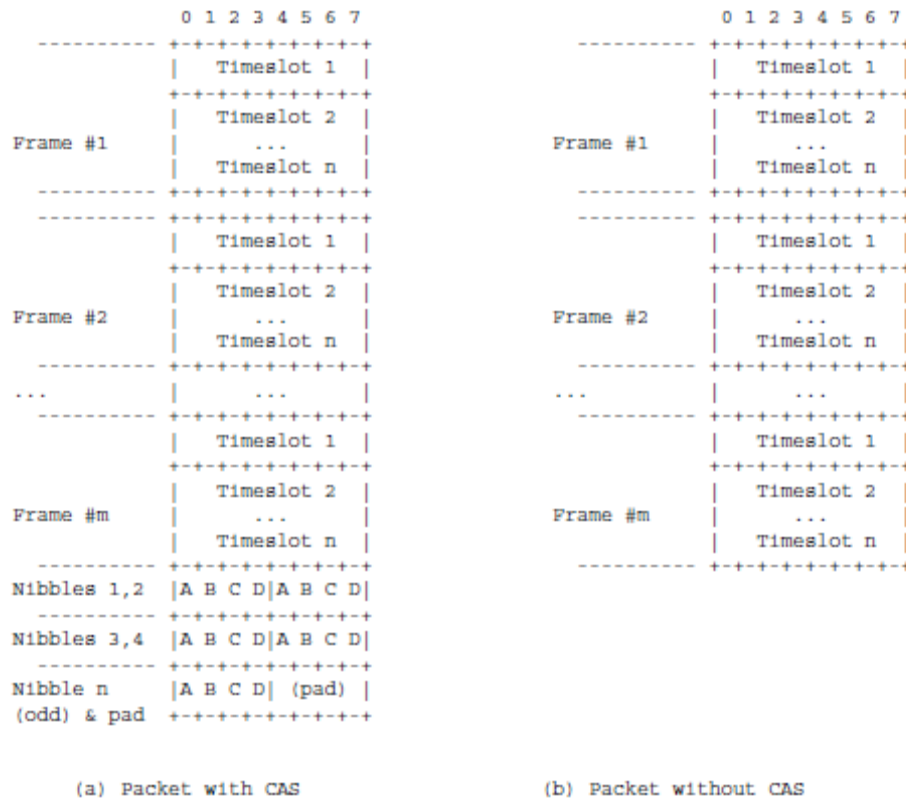 0 1 2 3 4 5 6 7                             0 1 2 3 4 5 6 7
  ---------- +-+-+-+-+-+-+-+-+          ---------- +-+-+-+-+-+-+-+-+
             |   Timeslot 1  |                     |   Timeslot 1  |
             +-+-+-+-+-+-+-+-+                     +-+-+-+-+-+-+-+-+
             |   Timeslot 2  |                     |   Timeslot 2  |
Frame #1     |      ...      |        Frame #1     |      ...      |
             |   Timeslot n  |                     |   Timeslot n  |
  ---------- +-+-+-+-+-+-+-+-+          ---------- +-+-+-+-+-+-+-+-+
  ---------- +-+-+-+-+-+-+-+-+          ---------- +-+-+-+-+-+-+-+-+
             |   Timeslot 1  |                     |   Timeslot 1  |
             +-+-+-+-+-+-+-+-+                     +-+-+-+-+-+-+-+-+
             |   Timeslot 2  |                     |   Timeslot 2  |
Frame #2     |      ...      |        Frame #2     |      ...      |
             |   Timeslot n  |                     |   Timeslot n  |
  ---------- +-+-+-+-+-+-+-+-+          ---------- +-+-+-+-+-+-+-+-+
...          |      ...      |        ...          |      ...      |
  ---------- +-+-+-+-+-+-+-+-+          ---------- +-+-+-+-+-+-+-+-+
             |   Timeslot 1  |                     |   Timeslot 1  |
             +-+-+-+-+-+-+-+-+                     +-+-+-+-+-+-+-+-+
             |   Timeslot 2  |                     |   Timeslot 2  |
Frame #m     |      ...      |        Frame #m     |      ...      |
             |   Timeslot n  |                     |   Timeslot n  |
  ---------- +-+-+-+-+-+-+-+-+          ---------- +-+-+-+-+-+-+-+-+
Nibbles 1,2  |A B C D|A B C D|
  ---------- +-+-+-+-+-+-+-+-+
Nibbles 3,4  |A B C D|A B C D|
  ---------- +-+-+-+-+-+-+-+-+
Nibble n     |A B C D| (pad) |
(odd) & pad  +-+-+-+-+-+-+-+-+
(a) Packet with CAS                   (b) Packet without CAS